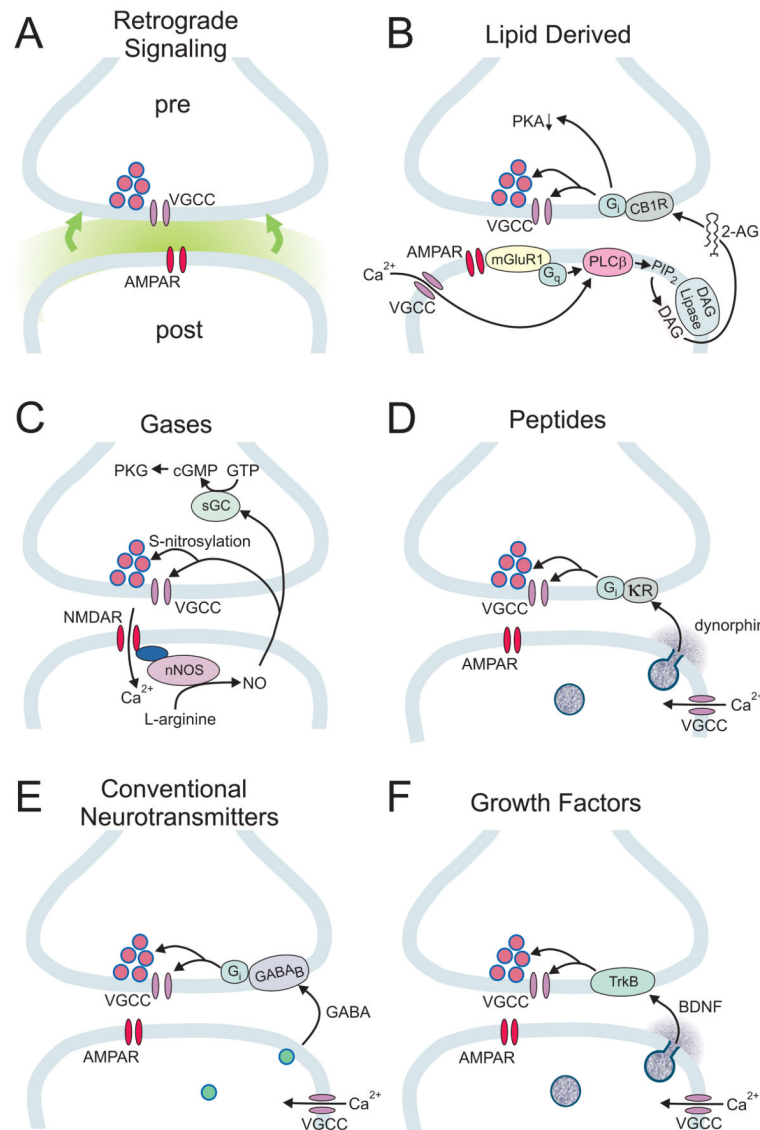 A
Retrograde
Signaling
pre
VGCC
AMPAR
post
B
Lipid Derived
PKA↓
Gi
CB1R
VGCC
2-AG
AMPAR
mGluR1
Gq
PLCβ
PIP2
Ca2+
VGCC
DAG
DAG
Lipase
C
Gases
PKG
cGMP
GTP
sGC
S-nitrosylation
VGCC
NMDAR
nNOS
Ca2+
NO
L-arginine
D
Peptides
Gi
κR
VGCC
dynorphin
AMPAR
Ca2+
VGCC
E
Conventional
Neurotransmitters
Gi
GABAB
VGCC
GABA
AMPAR
Ca2+
VGCC
F
Growth Factors
TrkB
VGCC
BDNF
AMPAR
Ca2+
VGCC